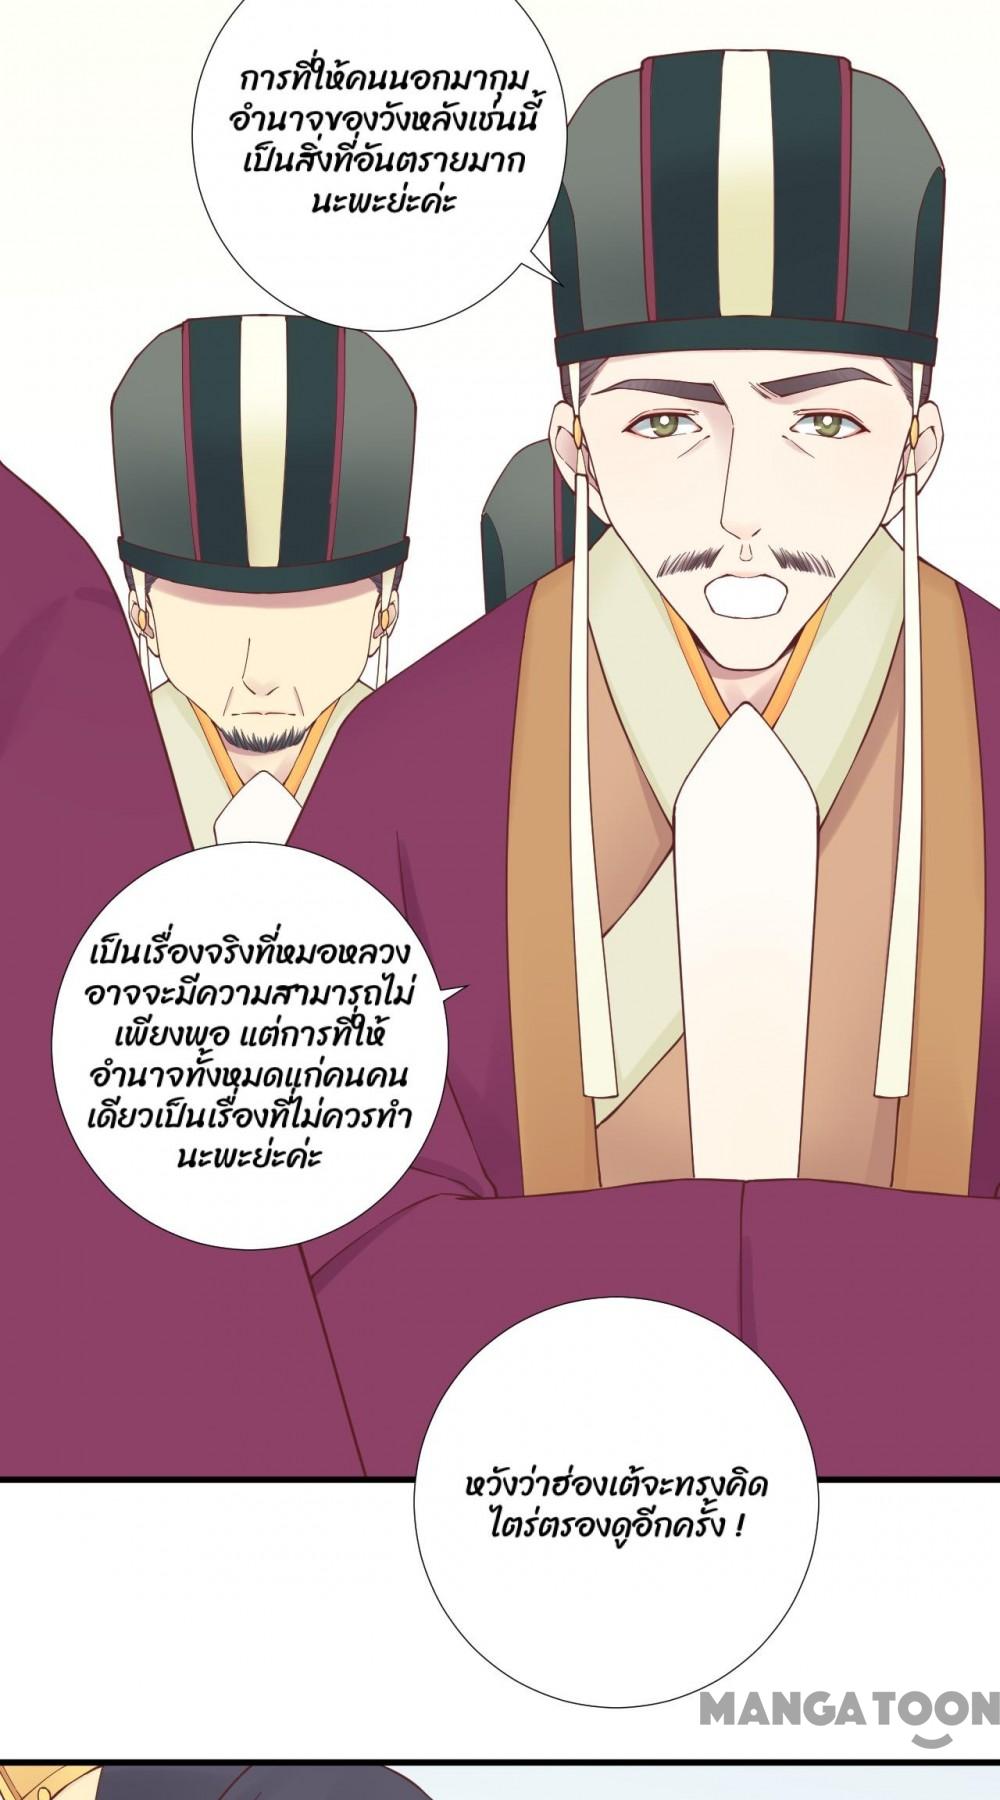 การที่ให้คนนอกมากุม
อำนาจของวังหลังเช่นนี้
เป็นสิ่งที่อันตรายมาก
นะพะย่ะค่ะ
เป็นเรื่องจริงที่หมอหลวง
อาจจะมีความสามารถไม่
เพียงพอ แต่การที่ให้
อำนาจทั้งหมดแก่คนคน
เดียวเป็นเรื่องที่ไม่ควรทำ
นะพะย่ะค่ะ
หวังว่าฮ่องเต้จะทรงคิด
ไตร่ตรองดูอีกครั้ง !
MANGATOON